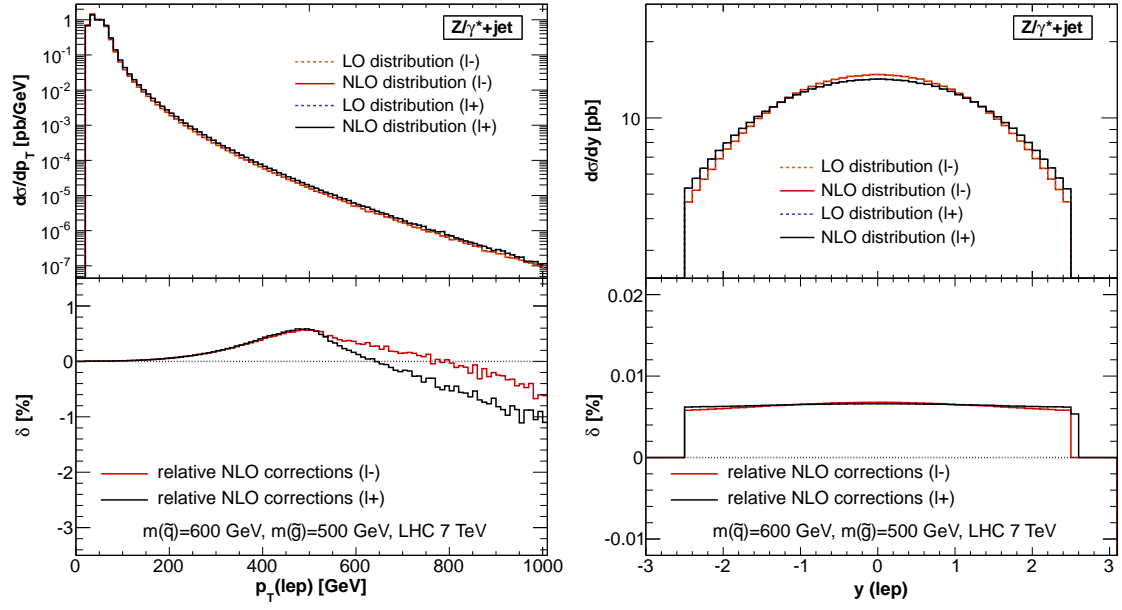 Z/γ*+jet
LO distribution (l-)
NLO distribution (l-)
LO distribution (l+)
NLO distribution (l+)
dσ/dp_T [pb/GeV]
1
10^-1
10^-2
10^-3
10^-4
10^-5
10^-6
10^-7
δ [%]
1
0
-1
-2
-3
relative NLO corrections (l-)
relative NLO corrections (l+)
m(q̃)=600 GeV, m(g̃)=500 GeV, LHC 7 TeV
0 200 400 600 800 1000
p_T(lep) [GeV]
Z/γ*+jet
dσ/dy [pb]
10
LO distribution (l-)
NLO distribution (l-)
LO distribution (l+)
NLO distribution (l+)
δ [%]
0.02
0.01
0
-0.01
relative NLO corrections (l-)
relative NLO corrections (l+)
m(q̃)=600 GeV, m(g̃)=500 GeV, LHC 7 TeV
-3 -2 -1 0 1 2 3
y (lep)